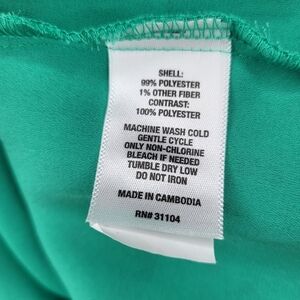 SHELL:
99% POLYESTER
1% OTHER FIBER
CONTRAST:
100% POLYESTER
MACHINE WASH COLD
GENTLE CYCLE
ONLY NON-CHLORINE
BLEACH IF NEEDED
TUMBLE DRY LOW
DO NOT IRON
MADE IN CAMBODIA
RN# 31104